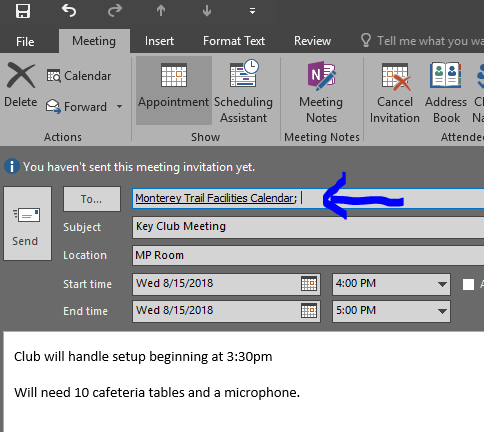 File Meeting Insert Format Text Review Tell me what you wa
Delete Calendar Forward Appointment Scheduling Assistant Meeting Notes Cancel Invitation Address Book
Actions Show Meeting Notes Attende
You haven't sent this meeting invitation yet.
Send To... Monterey Trail Facilities Calendar;
Subject Key Club Meeting
Location MP Room
Start time Wed 8/15/2018 4:00 PM
End time Wed 8/15/2018 5:00 PM
Club will handle setup beginning at 3:30pm
Will need 10 cafeteria tables and a microphone.